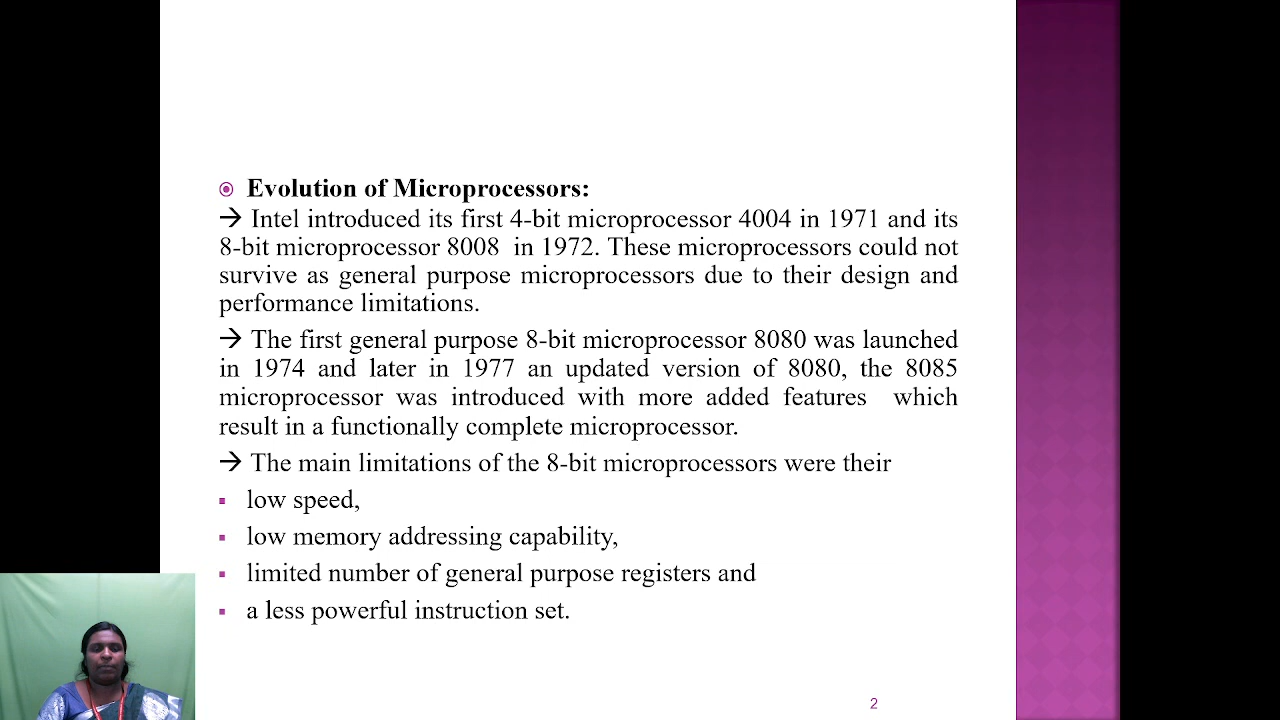 Evolution of Microprocessors:
→ Intel introduced its first 4-bit microprocessor 4004 in 1971 and its
8-bit microprocessor 8008 in 1972. These microprocessors could not
survive as general purpose microprocessors due to their design and
performance limitations.
→ The first general purpose 8-bit microprocessor 8080 was launched
in 1974 and later in 1977 an updated version of 8080, the 8085
microprocessor was introduced with more added features which
result in a functionally complete microprocessor.
→ The main limitations of the 8-bit microprocessors were their
▪ low speed,
▪ low memory addressing capability,
▪ limited number of general purpose registers and
▪ a less powerful instruction set.
2